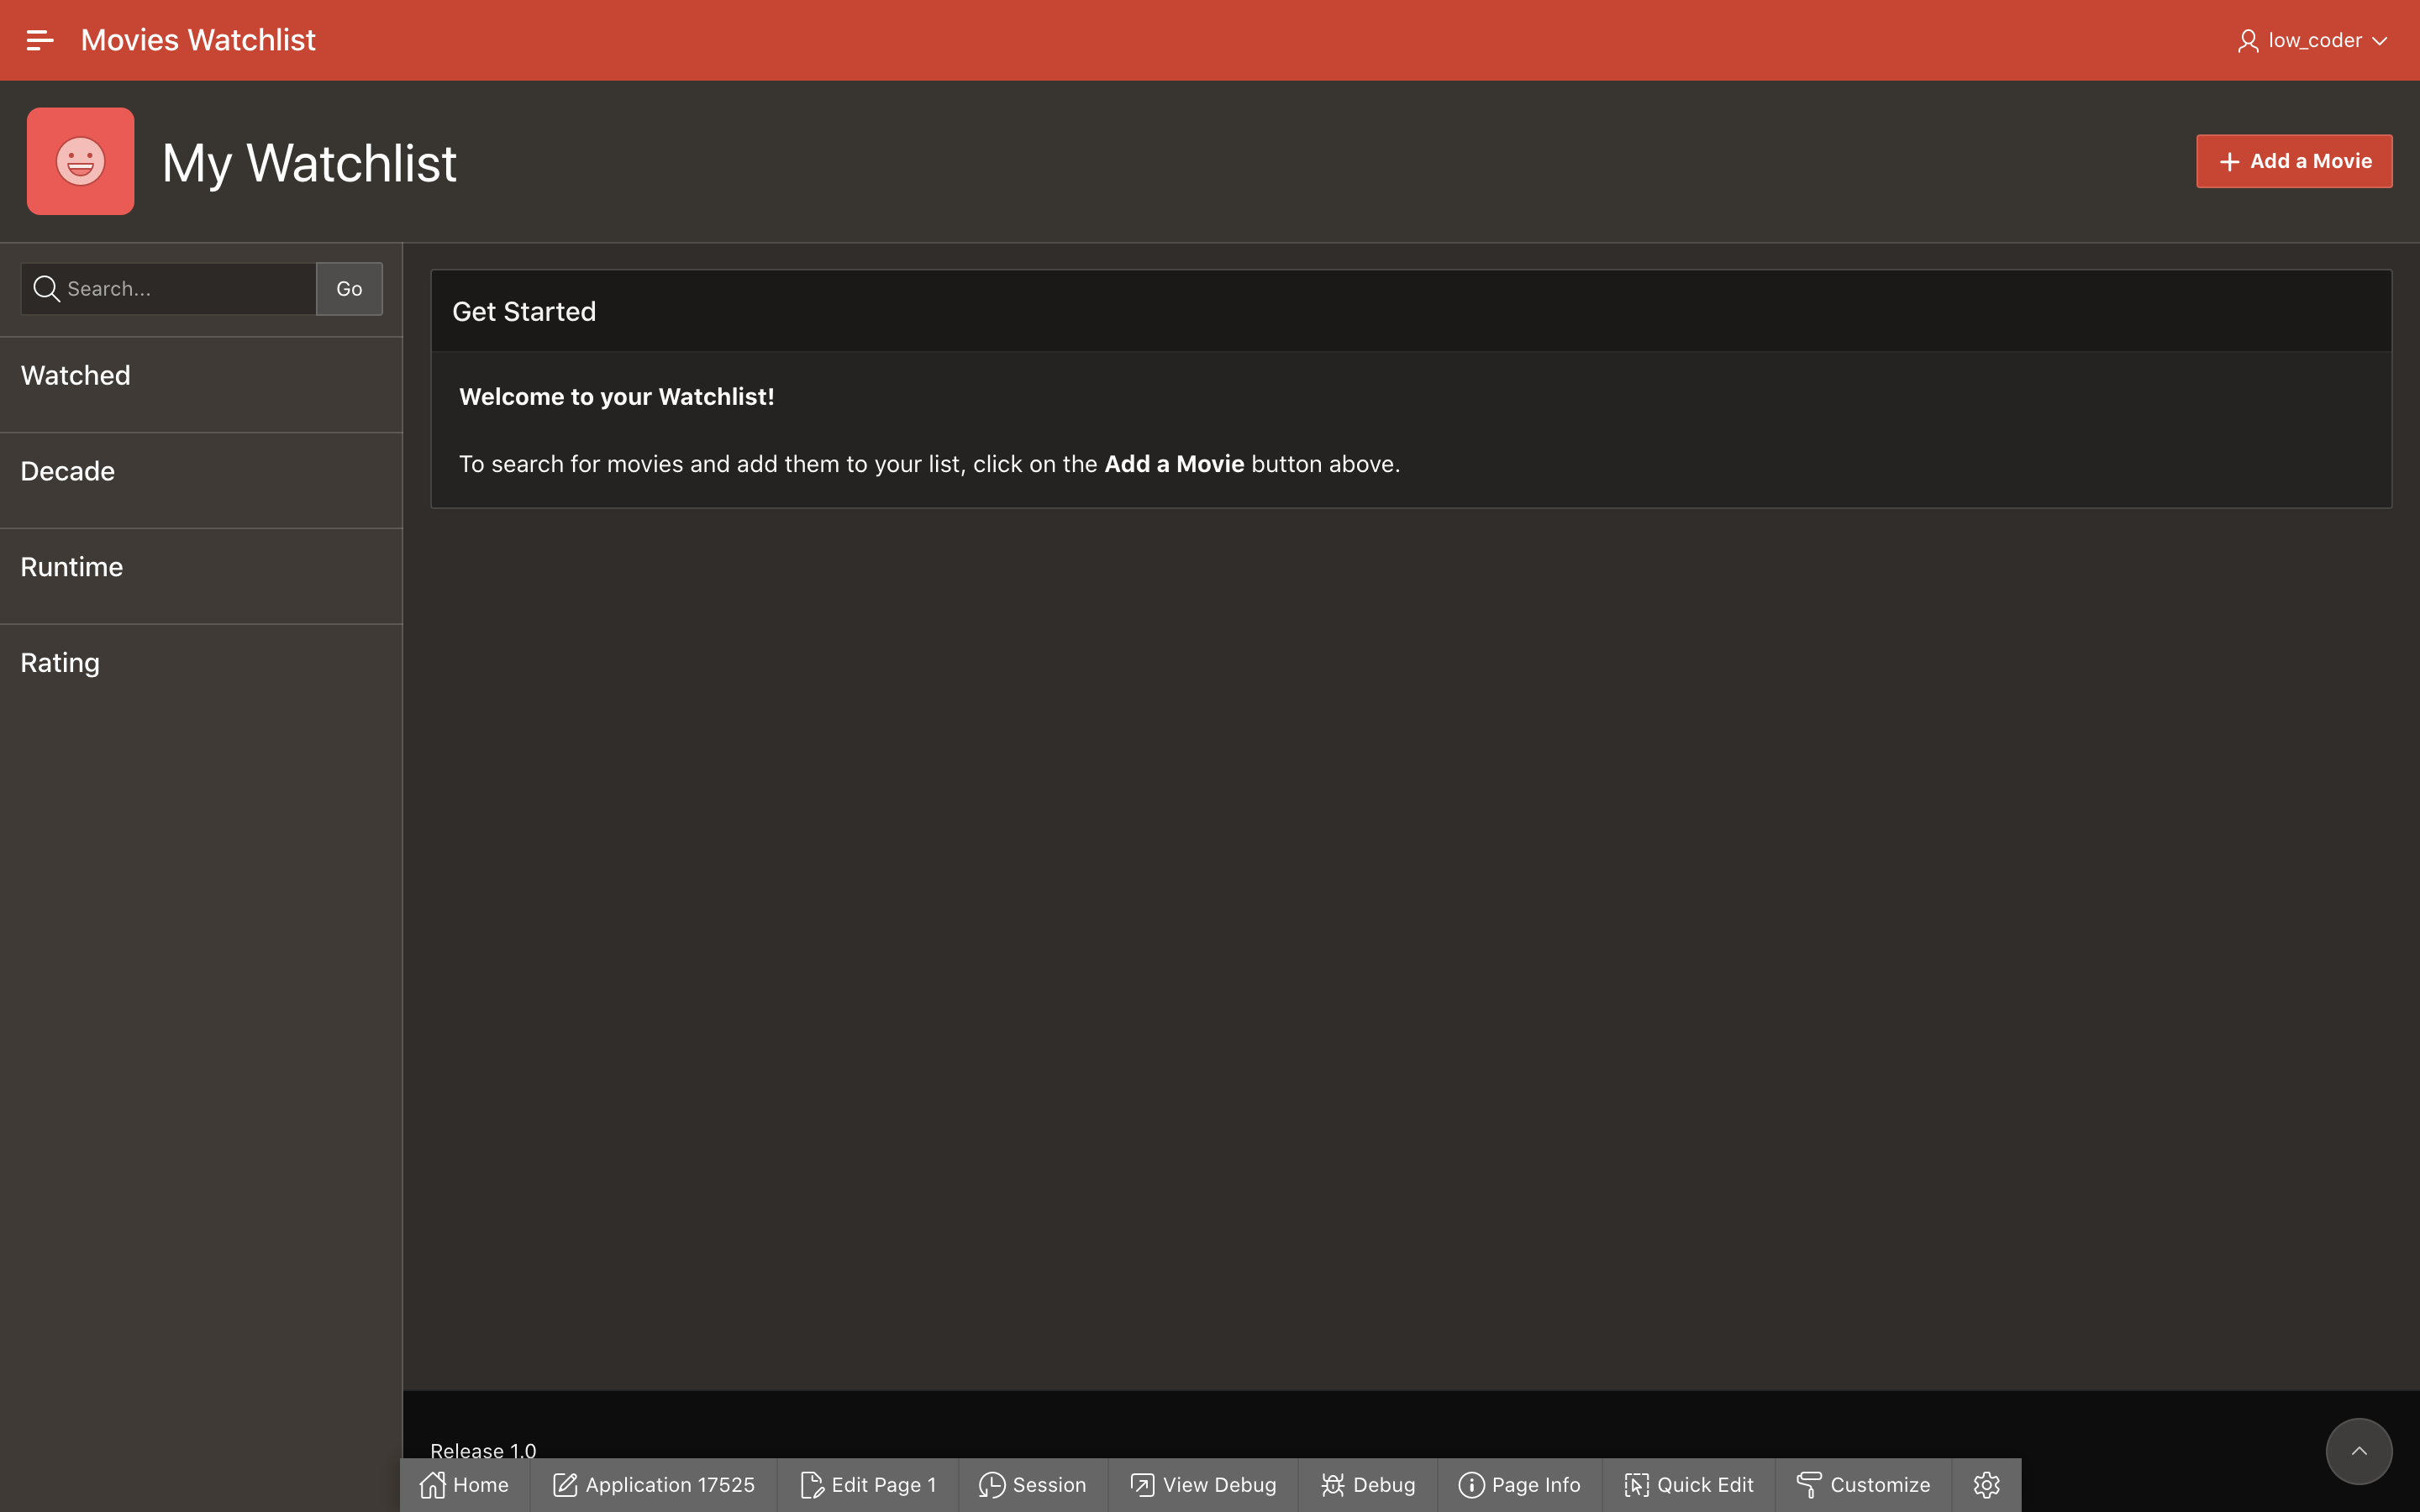 Movies Watchlist
low_coder
My Watchlist
Add a Movie
Search...
Go
Watched
Decade
Runtime
Rating
Get Started
Welcome to your Watchlist!
To search for movies and add them to your list, click on the Add a Movie button above.
Release 1.0
Home
Application 17525
Edit Page 1
Session
View Debug
Debug
Page Info
Quick Edit
Customize